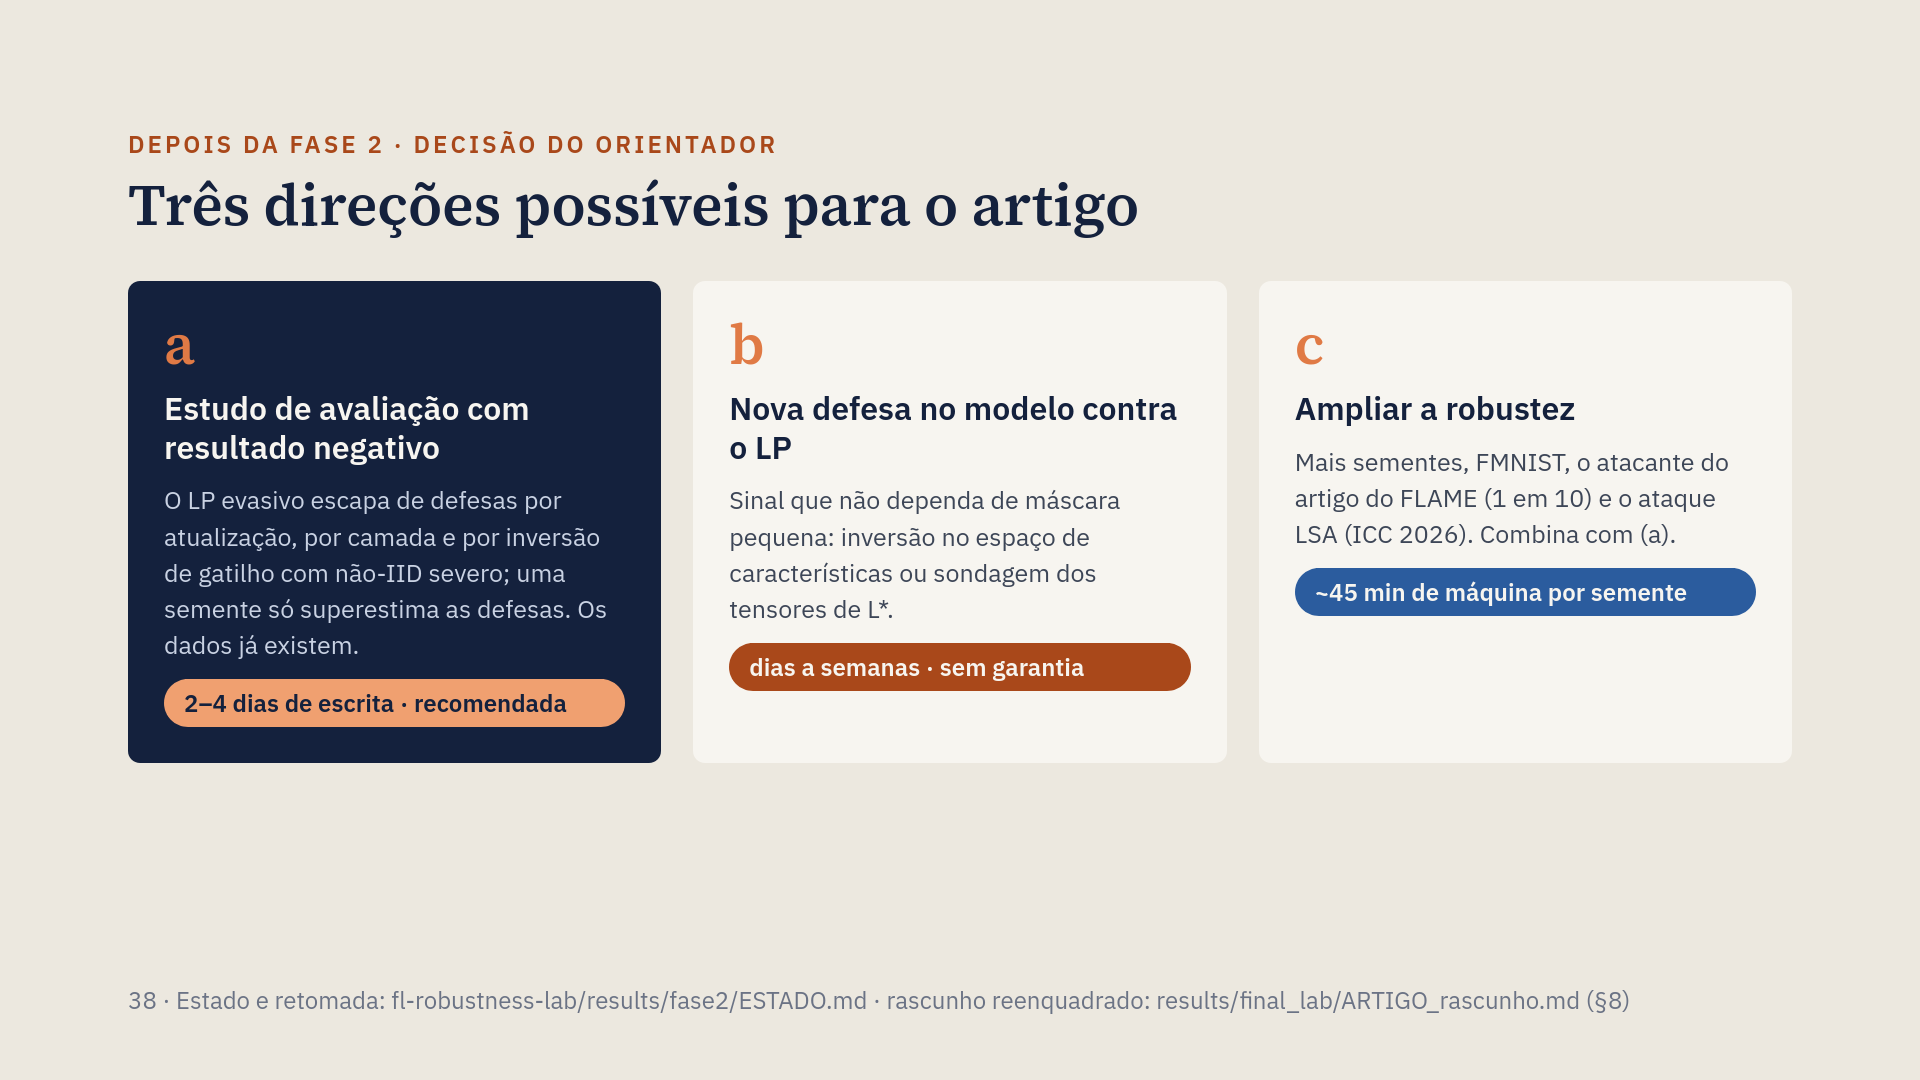 DEPOIS DA FASE 2 · DECISÃO DO ORIENTADOR
Três direções possíveis para o artigo
a
Estudo de avaliação com
resultado negativo
O LP evasivo escapa de defesas por
atualização, por camada e por inversão
de gatilho com não-IID severo; uma
semente só superestima as defesas. Os
dados já existem.
2–4 dias de escrita · recomendada
b
Nova defesa no modelo contra
o LP
Sinal que não dependa de máscara
pequena: inversão no espaço de
características ou sondagem dos
tensores de L*.
dias a semanas · sem garantia
c
Ampliar a robustez
Mais sementes, FMNIST, o atacante do
artigo do FLAME (1 em 10) e o ataque
LSA (ICC 2026). Combina com (a).
~45 min de máquina por semente
38 · Estado e retomada: fl-robustness-lab/results/fase2/ESTADO.md · rascunho reenquadrado: results/final_lab/ARTIGO_rascunho.md (§8)